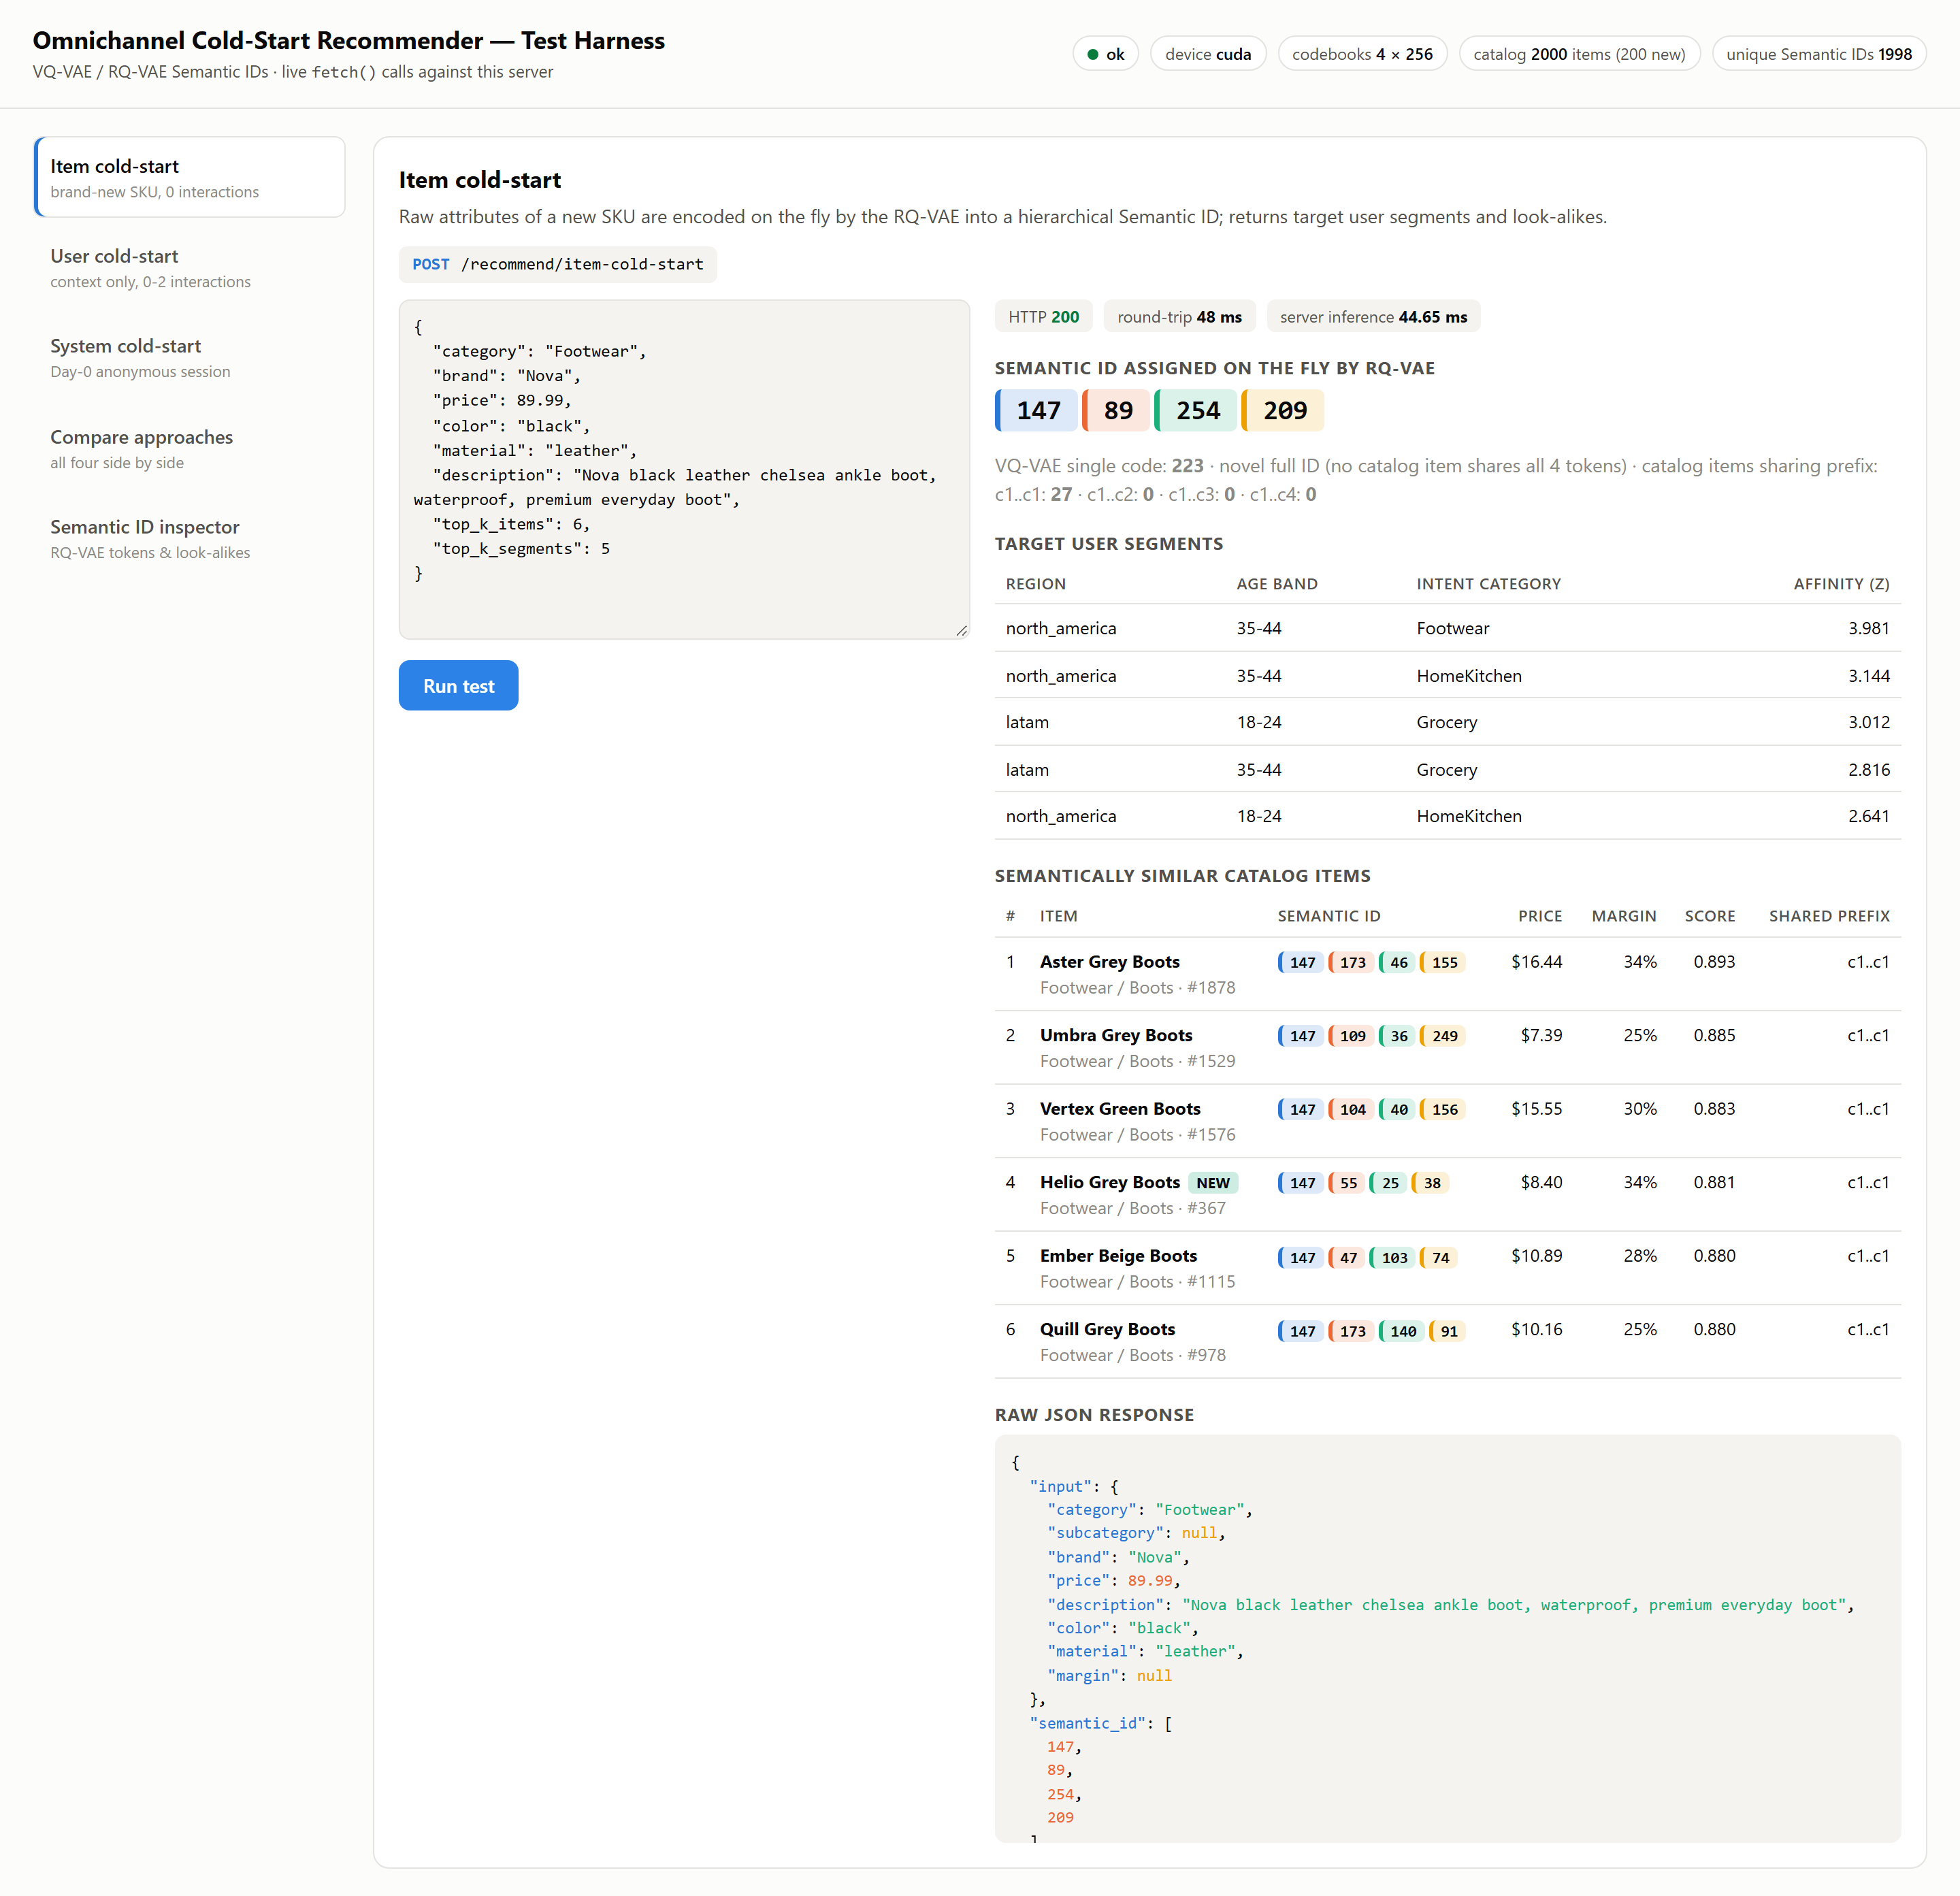 Omnichannel Cold-Start Recommender — Test Harness
VQ-VAE / RQ-VAE Semantic IDs · live fetch() calls against this server
ok
device cuda
codebooks 4 × 256
catalog 2000 items (200 new)
unique Semantic IDs 1998
Item cold-start
brand-new SKU, 0 interactions
User cold-start
context only, 0-2 interactions
System cold-start
Day-0 anonymous session
Compare approaches
all four side by side
Semantic ID inspector
RQ-VAE tokens & look-alikes
Item cold-start
Raw attributes of a new SKU are encoded on the fly by the RQ-VAE into a hierarchical Semantic ID; returns target user segments and look-alikes.
POST /recommend/item-cold-start
{
"category": "Footwear",
"brand": "Nova",
"price": 89.99,
"color": "black",
"material": "leather",
"description": "Nova black leather chelsea ankle boot,
waterproof, premium everyday boot",
"top_k_items": 6,
"top_k_segments": 5
}
Run test
HTTP 200
round-trip 48 ms
server inference 44.65 ms
SEMANTIC ID ASSIGNED ON THE FLY BY RQ-VAE
147 89 254 209
VQ-VAE single code: 223 · novel full ID (no catalog item shares all 4 tokens) · catalog items sharing prefix:
c1..c1: 27 · c1..c2: 0 · c1..c3: 0 · c1..c4: 0
TARGET USER SEGMENTS
REGION AGE BAND INTENT CATEGORY AFFINITY (Z)
north_america 35-44 Footwear 3.981
north_america 35-44 HomeKitchen 3.144
latam 18-24 Grocery 3.012
latam 35-44 Grocery 2.816
north_america 18-24 HomeKitchen 2.641
SEMANTICALLY SIMILAR CATALOG ITEMS
# ITEM SEMANTIC ID PRICE MARGIN SCORE SHARED PREFIX
1 Aster Grey Boots 147 173 46 155 $16.44 34% 0.893 c1..c1
Footwear / Boots · #1878
2 Umbra Grey Boots 147 109 36 249 $7.39 25% 0.885 c1..c1
Footwear / Boots · #1529
3 Vertex Green Boots 147 104 40 156 $15.55 30% 0.883 c1..c1
Footwear / Boots · #1576
4 Helio Grey Boots NEW 147 55 25 38 $8.40 34% 0.881 c1..c1
Footwear / Boots · #367
5 Ember Beige Boots 147 47 103 74 $10.89 28% 0.880 c1..c1
Footwear / Boots · #1115
6 Quill Grey Boots 147 173 140 91 $10.16 25% 0.880 c1..c1
Footwear / Boots · #978
RAW JSON RESPONSE
{
"input": {
"category": "Footwear",
"subcategory": null,
"brand": "Nova",
"price": 89.99,
"description": "Nova black leather chelsea ankle boot, waterproof, premium everyday boot",
"color": "black",
"material": "leather",
"margin": null
},
"semantic_id": [
147,
89,
254,
209
]